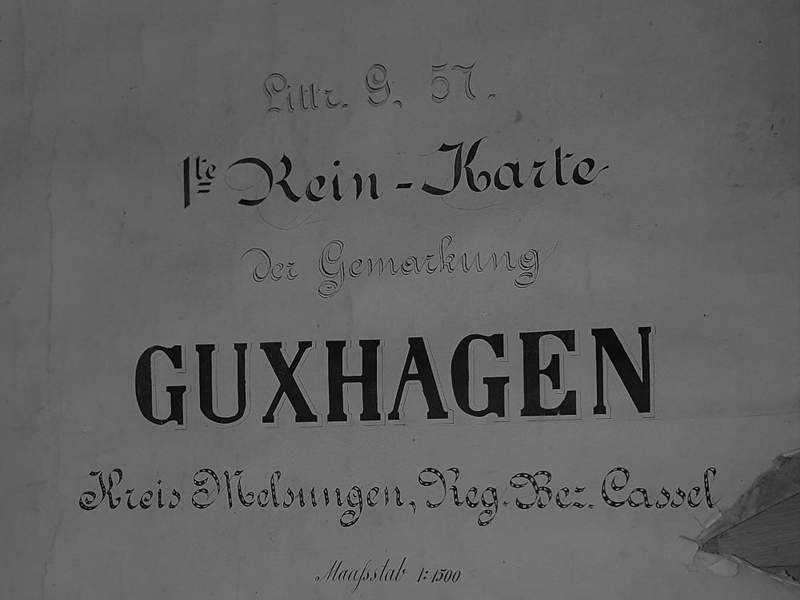 Littr. G. 57.
1te Rein-Karte
der Gemarkung
GUXHAGEN
Kreis Melsungen, Reg. Bez. Cassel
Maaſsstab 1:1500